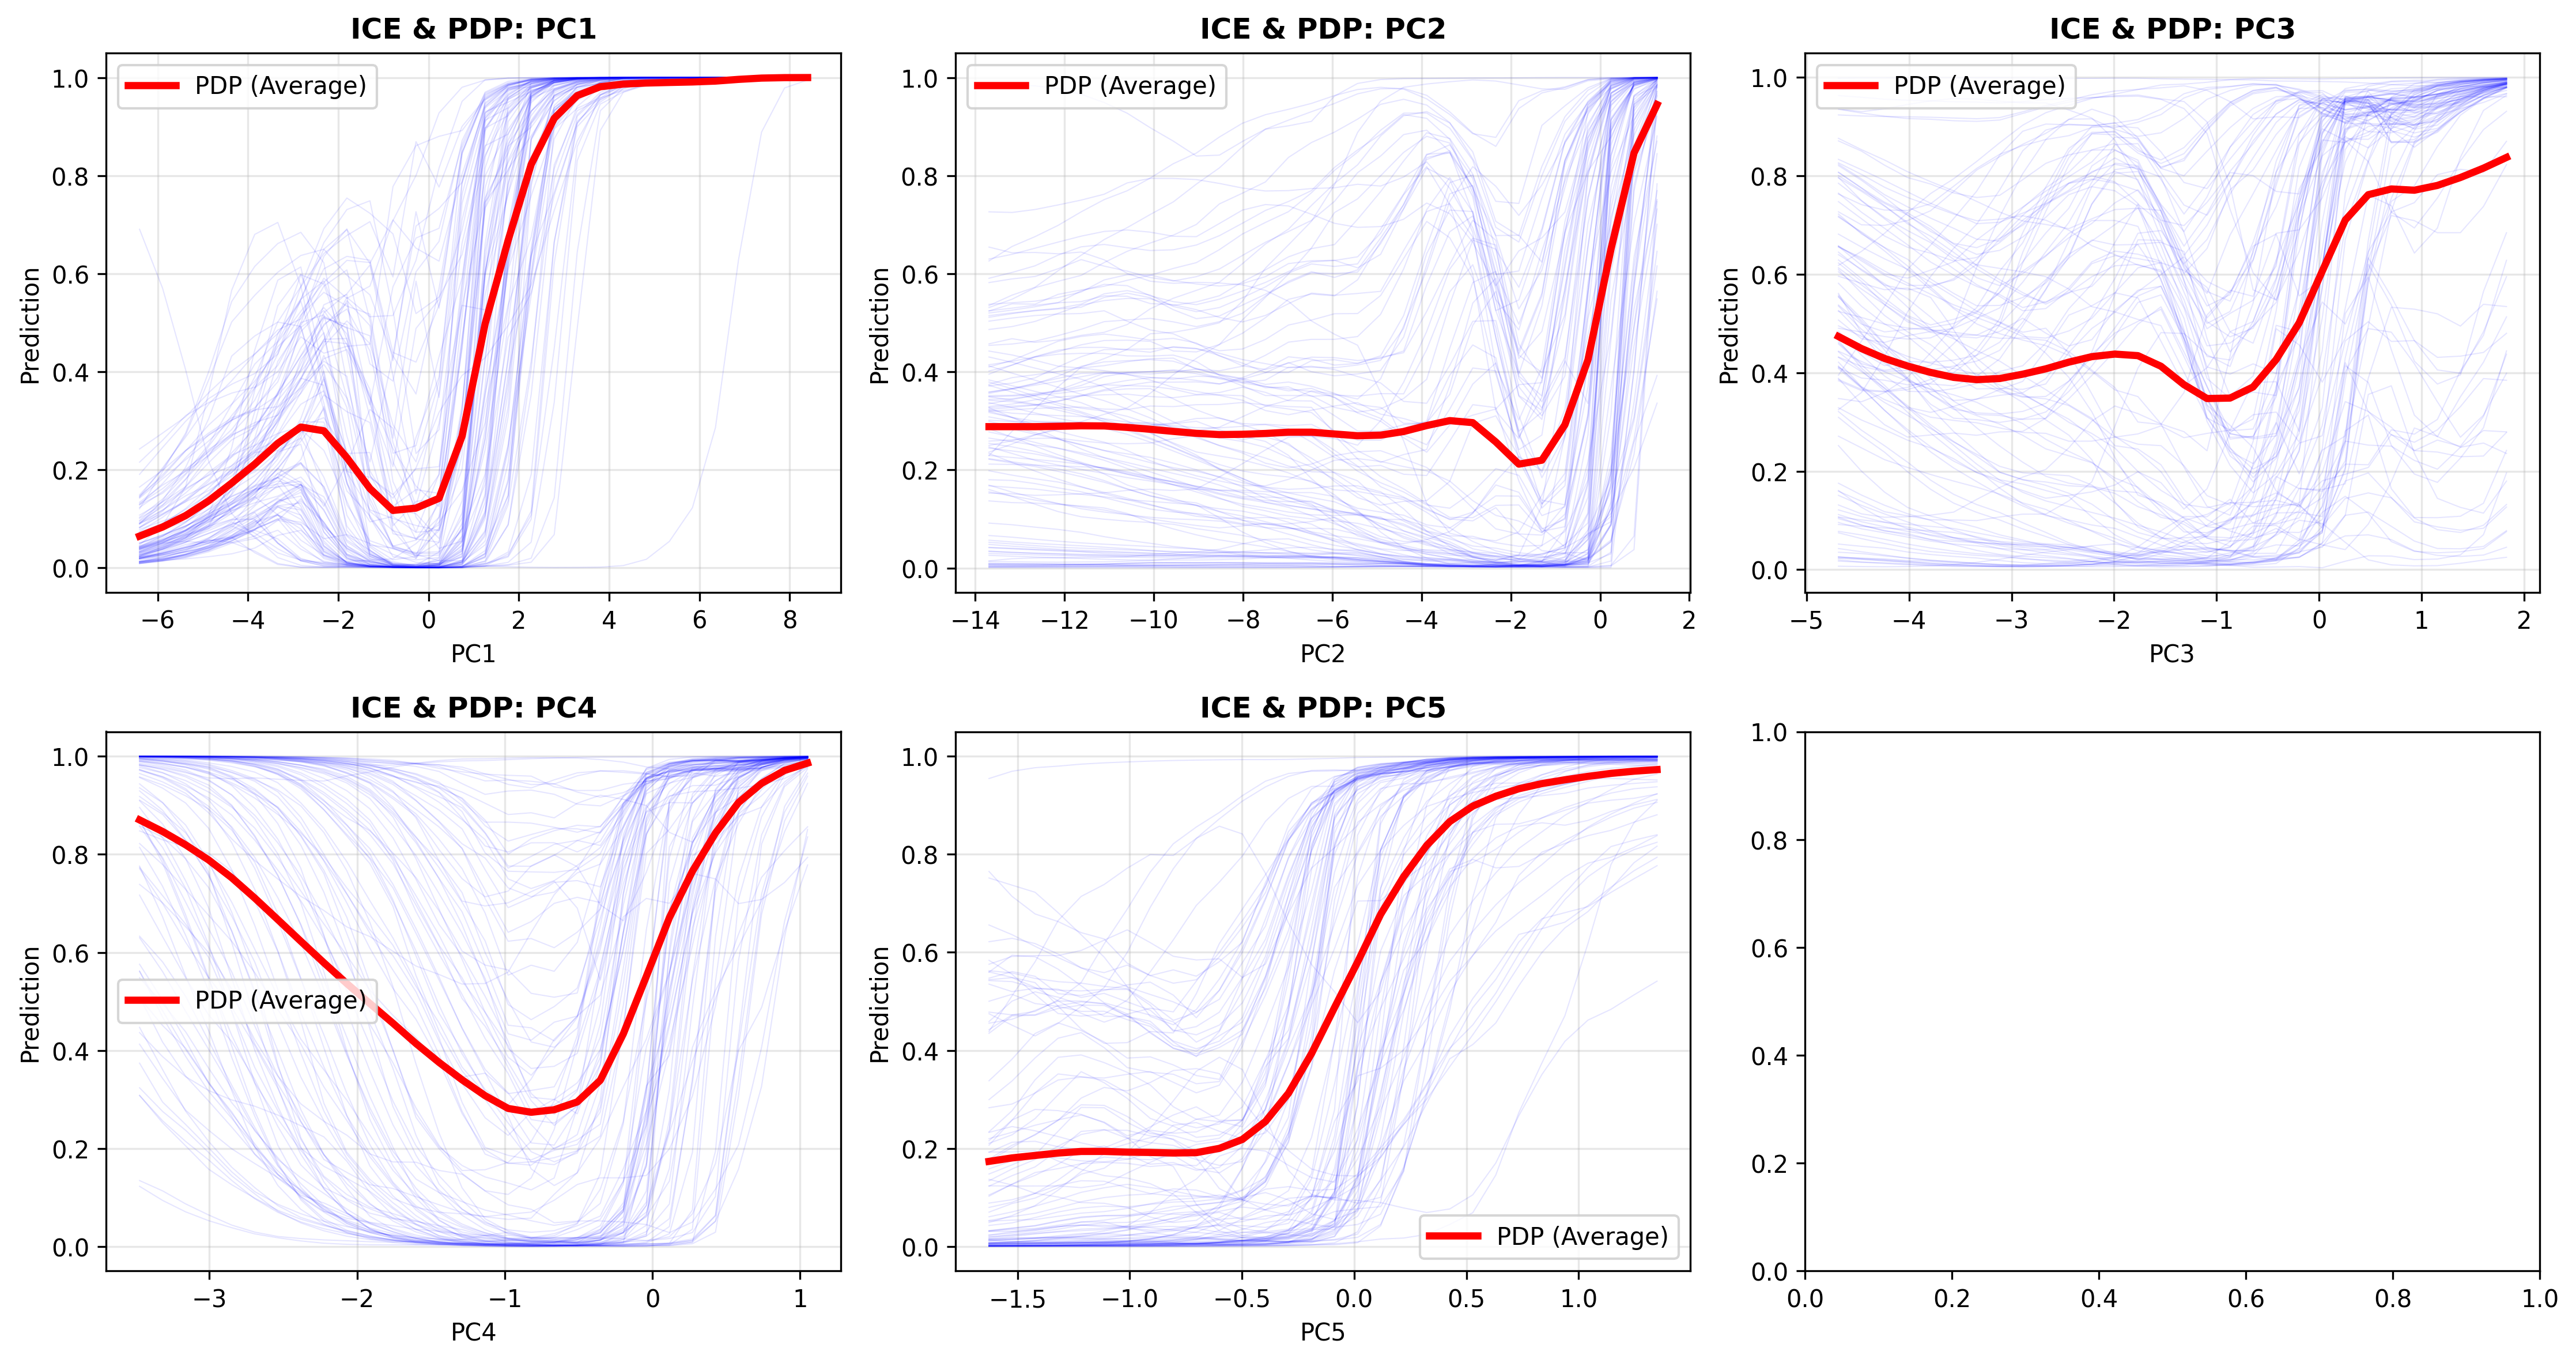 ICE & PDP: PC1
PDP (Average)
1.0
0.8
0.6
0.4
0.2
0.0
Prediction
−6 −4 −2 0 2 4 6 8
PC1
ICE & PDP: PC2
PDP (Average)
1.0
0.8
0.6
0.4
0.2
0.0
Prediction
−14 −12 −10 −8 −6 −4 −2 0 2
PC2
ICE & PDP: PC3
PDP (Average)
1.0
0.8
0.6
0.4
0.2
0.0
Prediction
−5 −4 −3 −2 −1 0 1 2
PC3
ICE & PDP: PC4
1.0
0.8
0.6
0.4
0.2
0.0
Prediction
PDP (Average)
−3 −2 −1 0 1
PC4
ICE & PDP: PC5
1.0
0.8
0.6
0.4
0.2
0.0
Prediction
PDP (Average)
−1.5 −1.0 −0.5 0.0 0.5 1.0
PC5
1.0
0.8
0.6
0.4
0.2
0.0
0.0 0.2 0.4 0.6 0.8 1.0